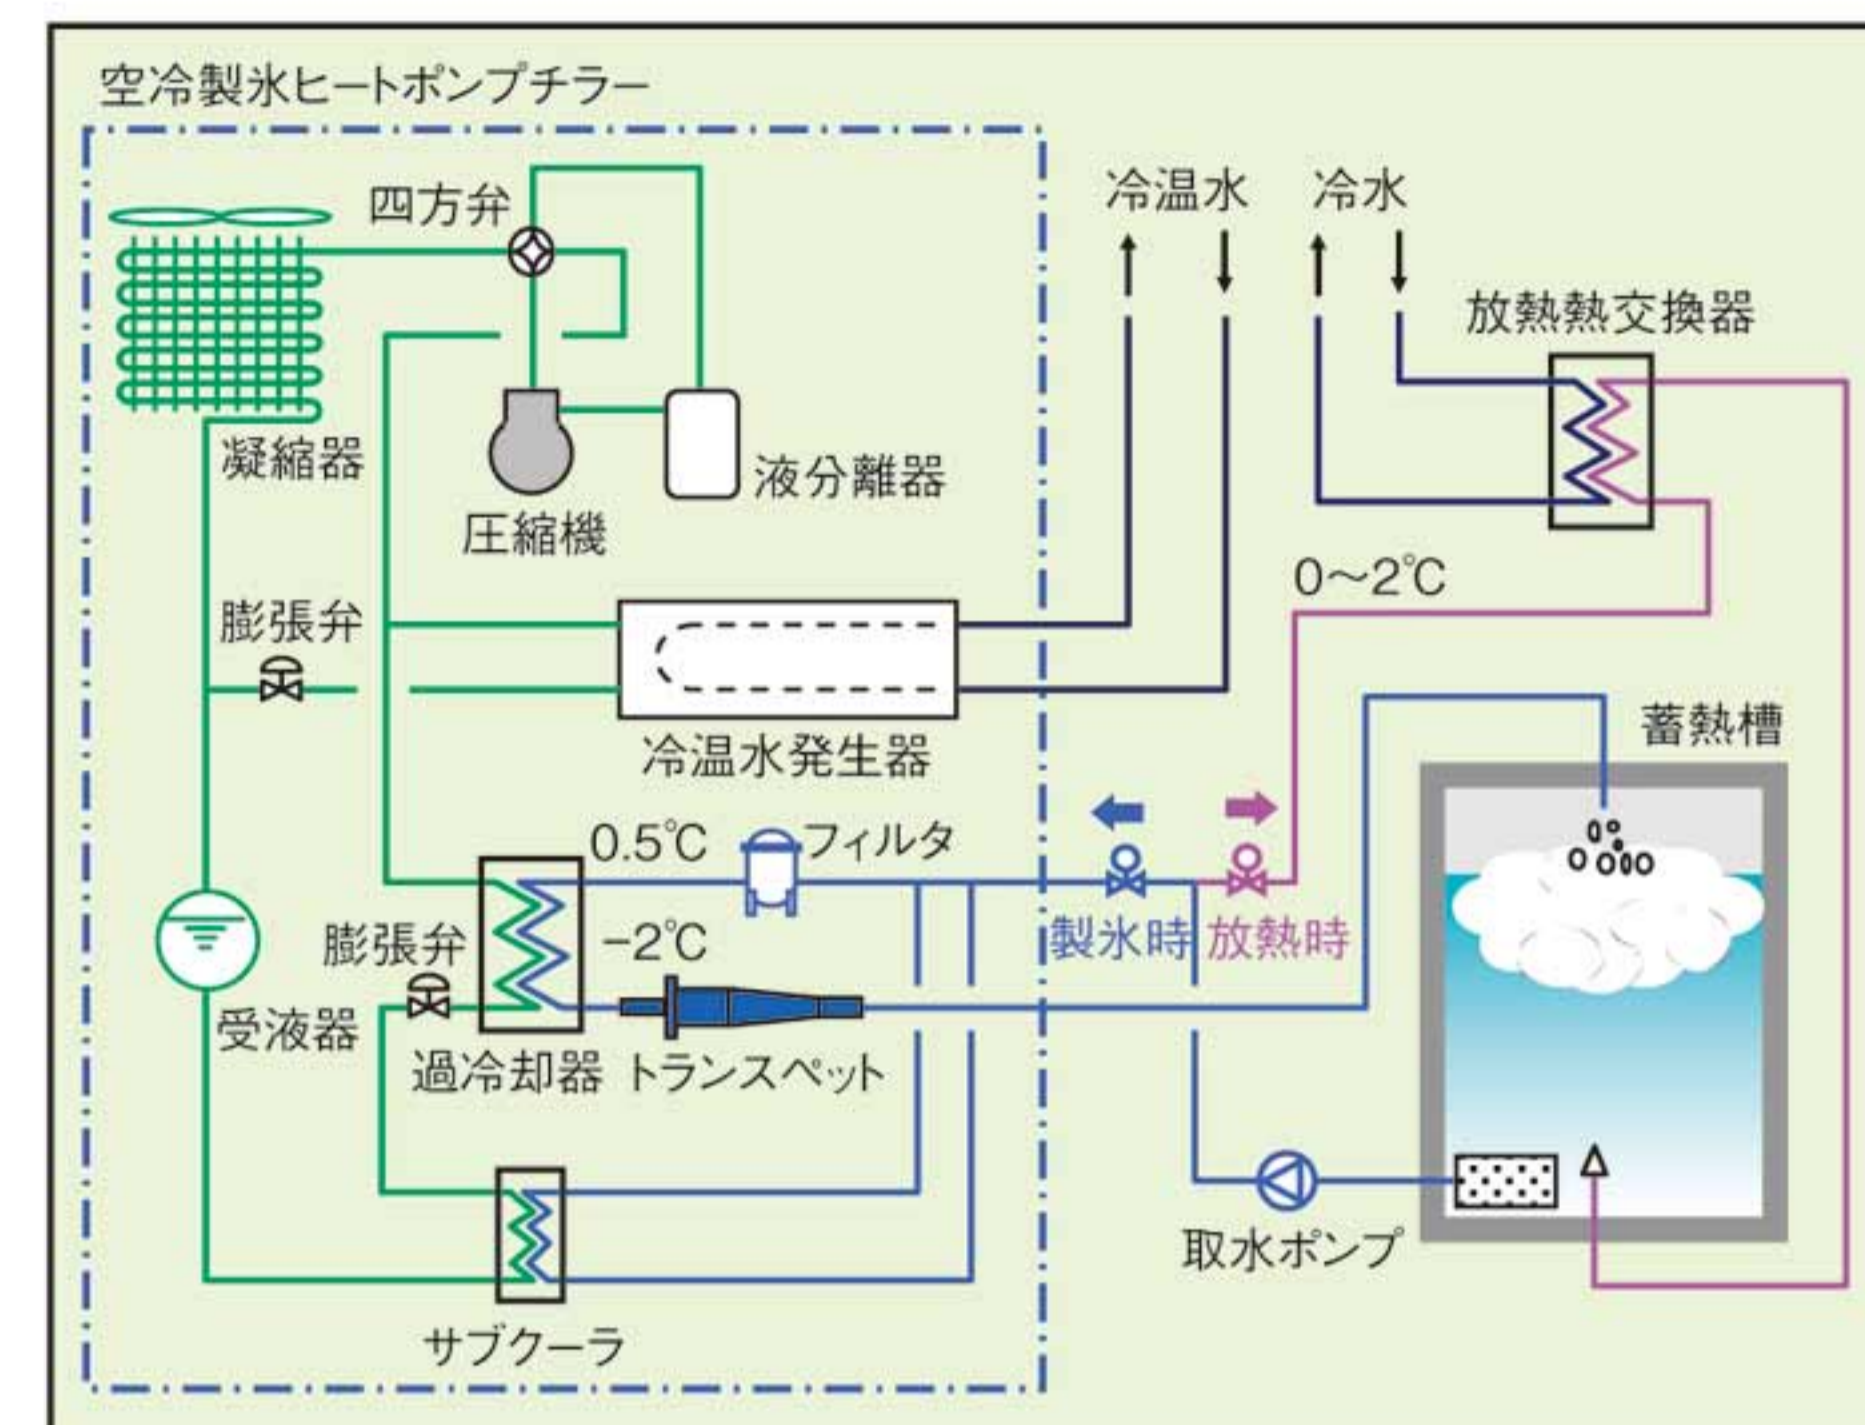 空冷製氷ヒートポンプチラー
四方弁
冷温水
冷水
放熱熱交換器
凝縮器
液分離器
圧縮機
0～2℃
膨張弁
冷温水発生器
蓄熱槽
0.5℃
フィルタ
膨張弁
-2℃
製氷時
放熱時
受液器
過冷却器
トランスペット
取水ポンプ
サブクーラ